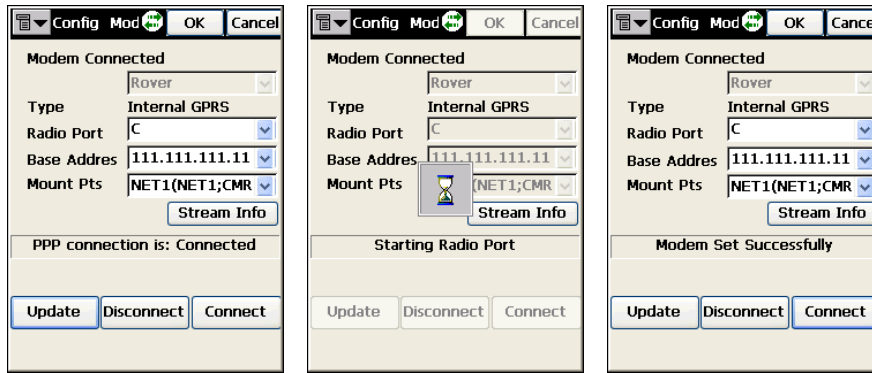 Config Mod OK Cancel
Modem Connected
Rover
Type Internal GPRS
Radio Port C
Base Addres 111.111.111.11
Mount Pts NET1(NET1;CMR
Stream Info
PPP connection is: Connected
Update Disconnect Connect
Config Mod OK Cancel
Modem Connected
Rover
Type Internal GPRS
Radio Port C
Base Addres 111.111.111.11
Mount Pts (NET1;CMR
Stream Info
Starting Radio Port
Update Disconnect Connect
Config Mod OK Cance
Modem Connected
Rover
Type Internal GPRS
Radio Port C
Base Addres 111.111.111.11
Mount Pts NET1(NET1;CMR
Stream Info
Modem Set Successfully
Update Disconnect Connect